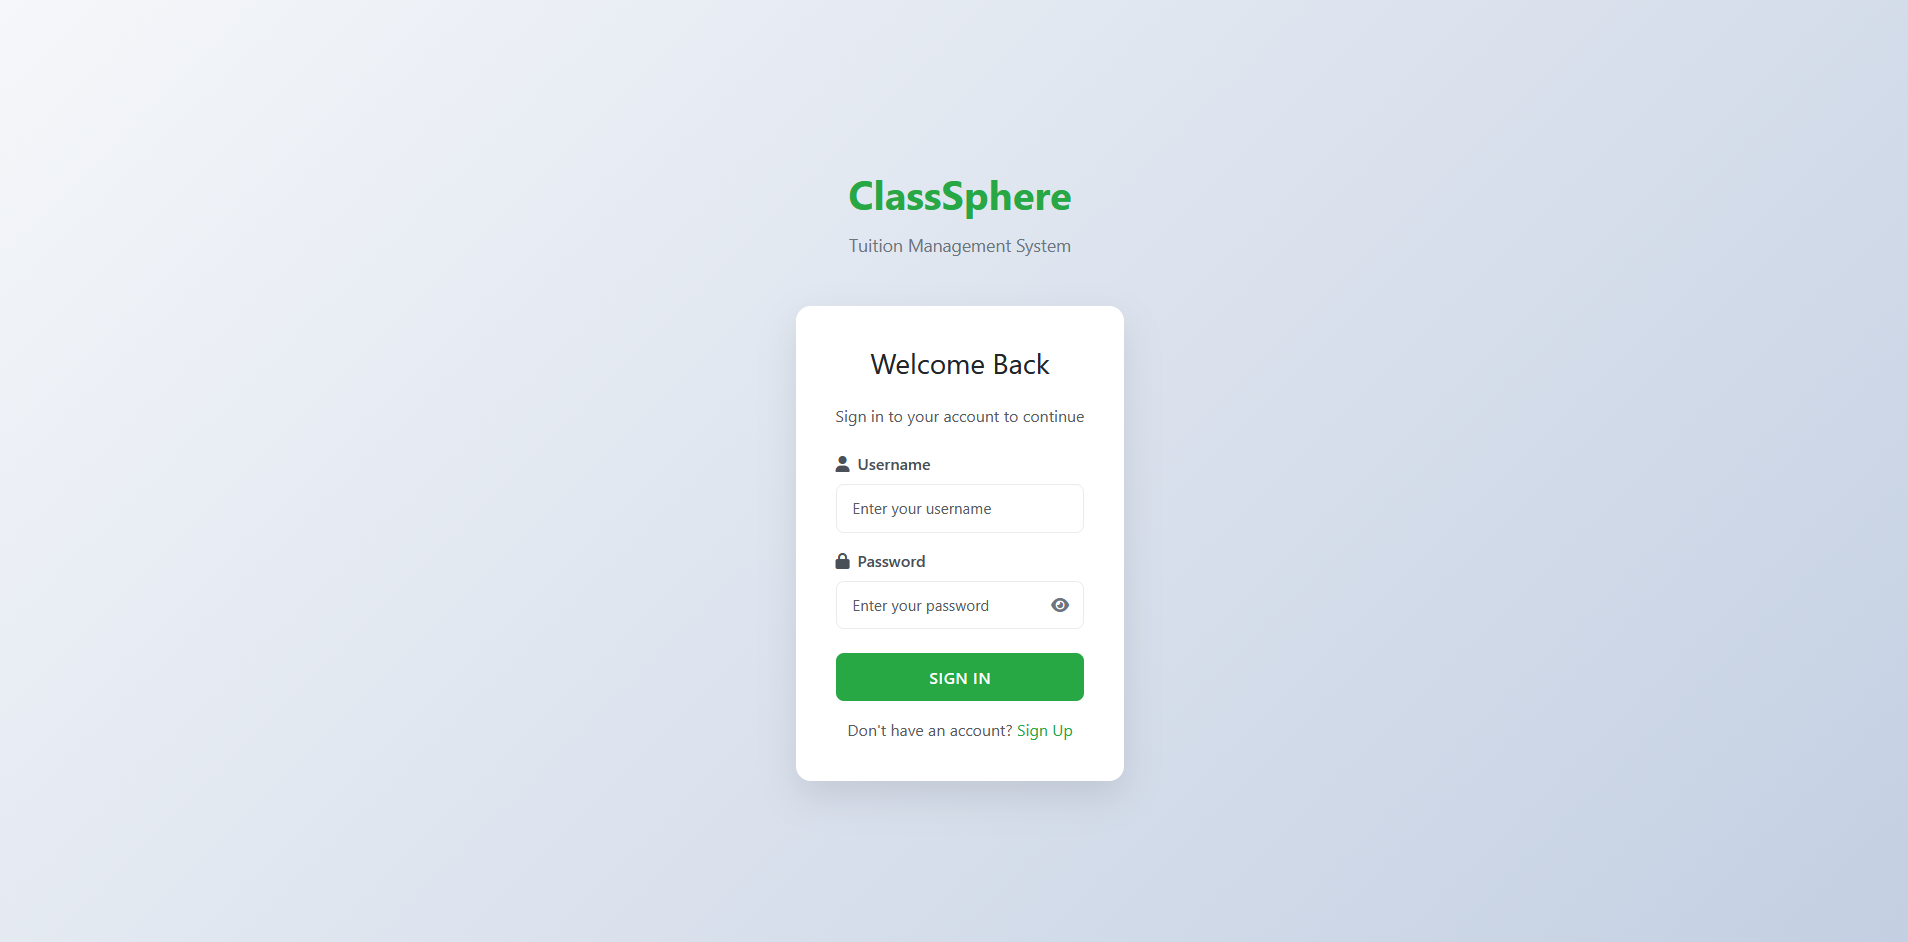 ClassSphere
Tuition Management System
Welcome Back
Sign in to your account to continue
Username
Enter your username
Password
Enter your password
SIGN IN
Don't have an account? Sign Up